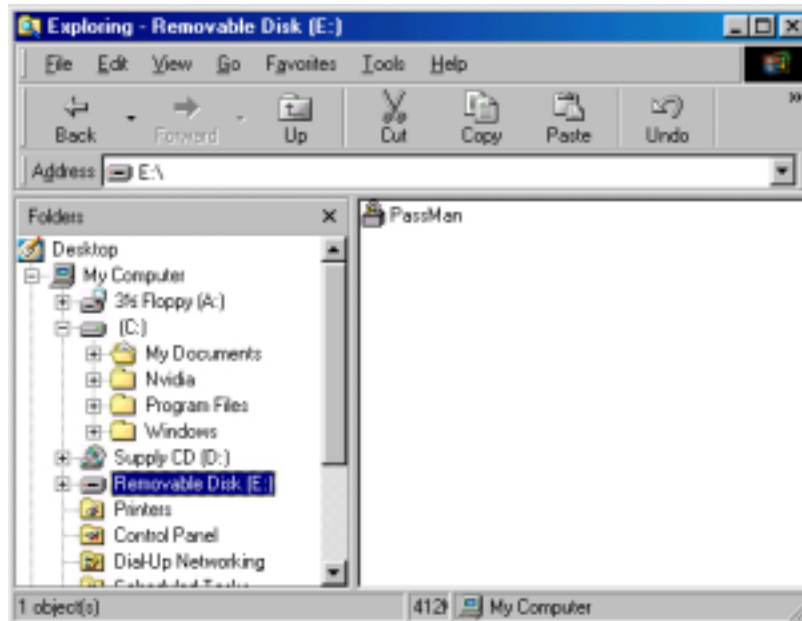 Exploring - Removable Disk (E:)
File Edit View Go Favorites Tools Help
Back Forward Up Cut Copy Paste Undo »
Address E:\
Folders
PassMan
Desktop
My Computer
3½ Floppy (A:)
(C:)
My Documents
Nvidia
Program Files
Windows
Supply CD (D:)
Removable Disk (E:)
Printers
Control Panel
Dial-Up Networking
Scheduled Tasks
1 object(s) My Computer